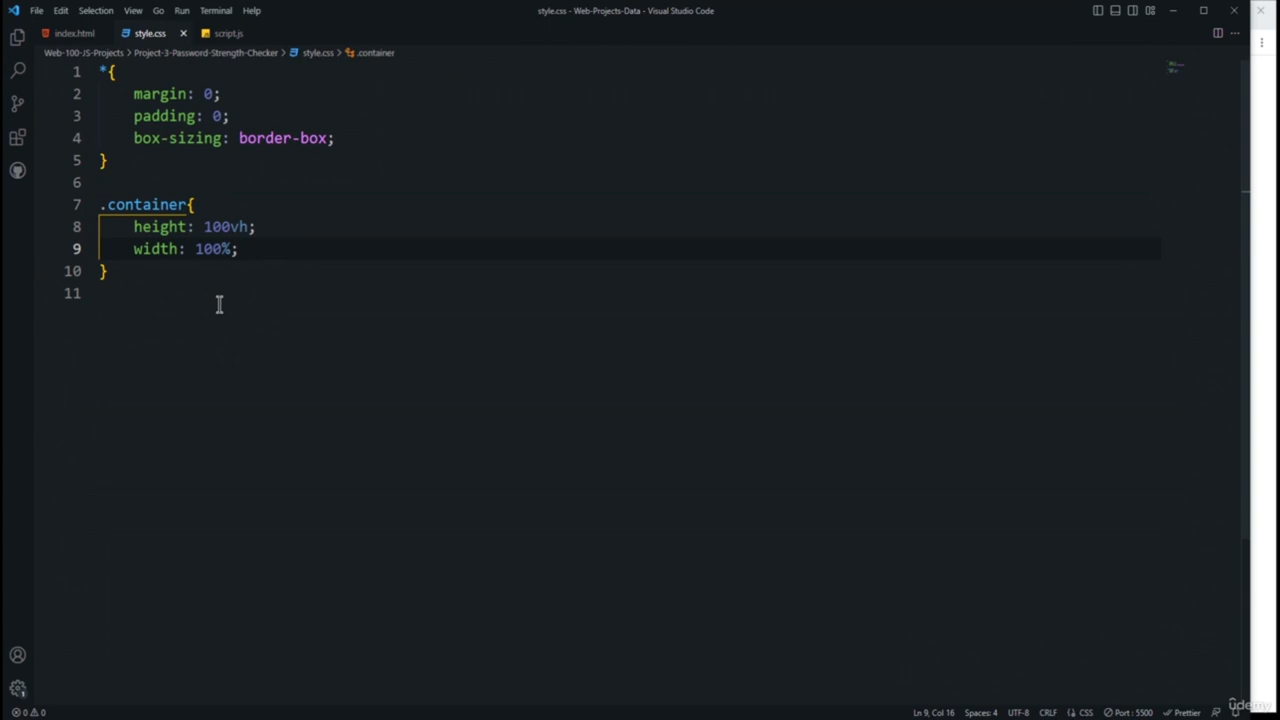 File Edit Selection View Go Run Terminal Help
style.css - Web-Projects-Data - Visual Studio Code
index.html
style.css
script.js
Web-100-JS-Projects > Project-3-Password-Strength-Checker > style.css > .container
1 *{
2 margin: 0;
3 padding: 0;
4 box-sizing: border-box;
5 }
6
7 .container{
8 height: 100vh;
9 width: 100%;
10 }
11
0 0
Ln 9, Col 16 Spaces: 4 UTF-8 CRLF CSS Port : 5500 Prettier
udemy